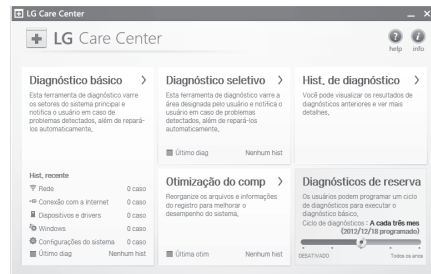 LG Care Center
LG Care Center
help info
Diagnóstico básico
Esta ferramenta de diagnóstico varre
os setores do sistema principal e
notifica o usuário em caso de
problemas detectados, além de repará-
los automaticamente.
Hist. recente
Rede 0 caso
Conexão com a internet 0 caso
Dispositivos e drivers 0 caso
Windows 0 caso
Configurações do sistema 0 caso
Último diag Nenhum hist
Diagnóstico seletivo
Esta ferramenta de diagnóstico varre a
área designada pelo usuário e notifica o
usuário em caso de problemas
detectados, além de repará-los
automaticamente.
Último diag Nenhum hist
Otimização do comp
Reorganize os arquivos e informações
do registro para melhorar o
desempenho do sistema.
Última otim Nenhum hist
Hist. de diagnóstico
Você pode visualizar os resultados de
diagnósticos anteriores e ver mais
detalhes.
Diagnósticos de reserva
Os usuários podem programar um ciclo
de diagnósticos para executar o
diagnóstico básico.
Ciclo de diagnósticos : A cada três mes
(2012/12/18 programado)
DESATIVADO Todos os anos